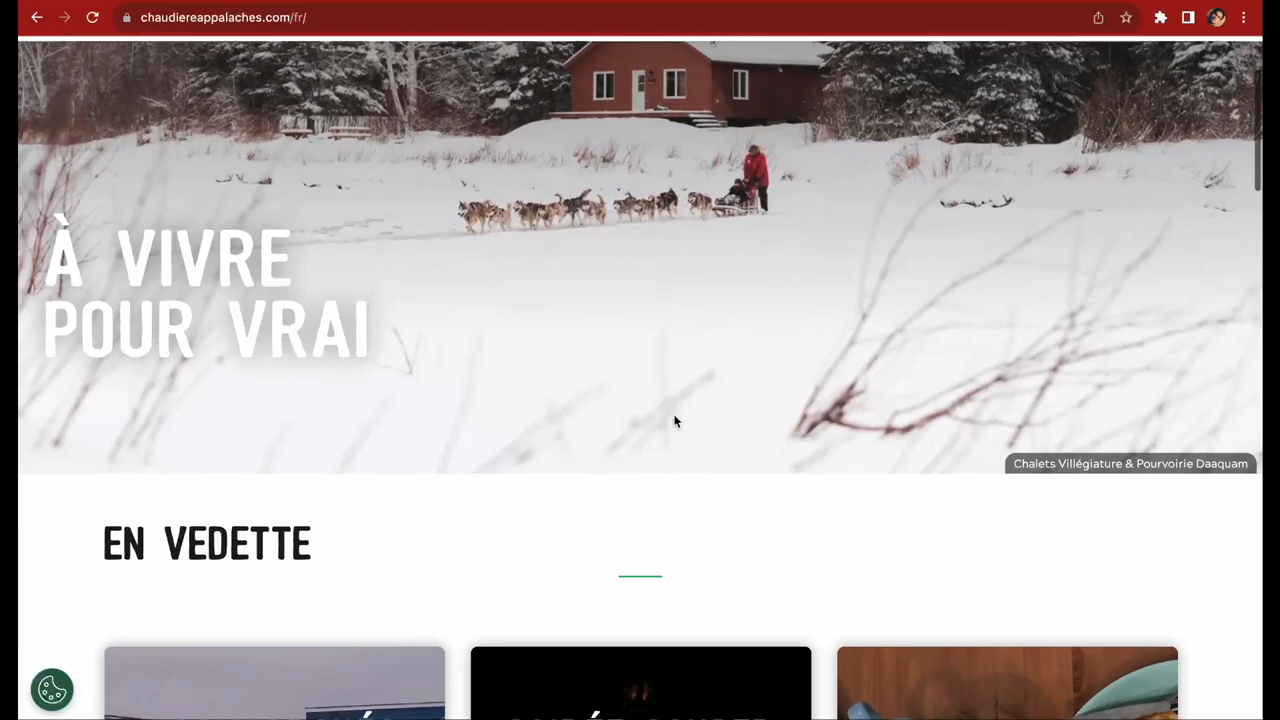 chaudiereappalaches.com/fr/
À VIVRE
POUR VRAI
Chalets Villégiature & Pourvoirie Daaquam
EN VEDETTE